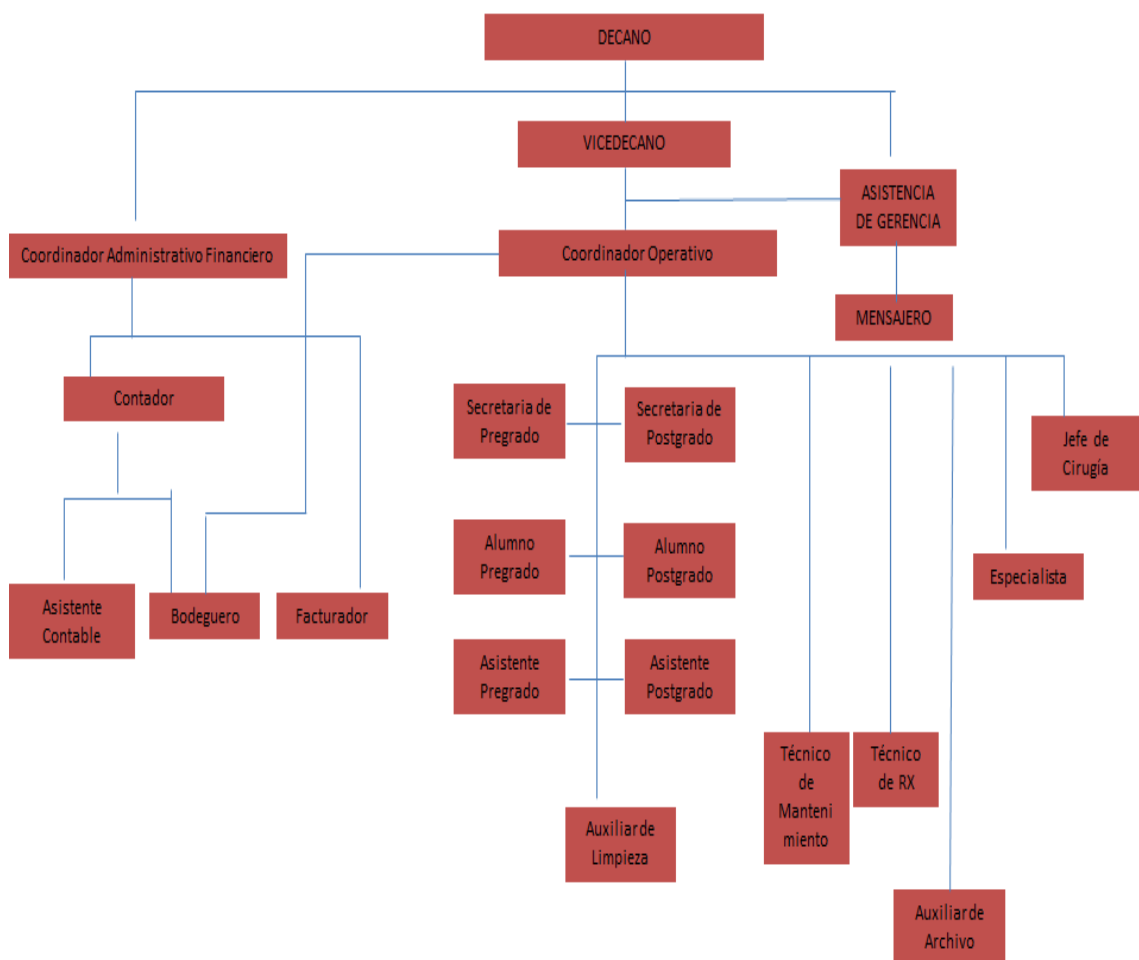 DECANO
VICEDECANO
ASISTENCIA
DE GERENCIA
Coordinador Administrativo Financiero
Coordinador Operativo
MENSAJERO
Contador
Secretaria de
Pregrado
Secretaria de
Postgrado
Jefe de
Cirugía
Alumno
Pregrado
Alumno
Postgrado
Especialista
Asistente
Contable
Bodeguero
Facturador
Asistente
Pregrado
Asistente
Postgrado
Técnico
de
Manteni
miento
Técnico
de RX
Auxiliar de
Limpieza
Auxiliar de
Archivo